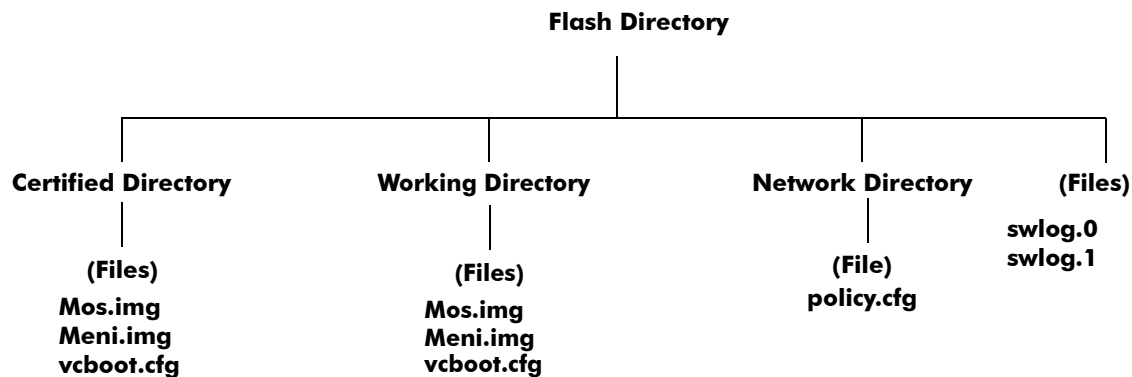 Flash Directory
Certified Directory
Working Directory
Network Directory
(Files)
swlog.0
swlog.1
(Files)
Mos.img
Meni.img
vcboot.cfg
(Files)
Mos.img
Meni.img
vcboot.cfg
(File)
policy.cfg